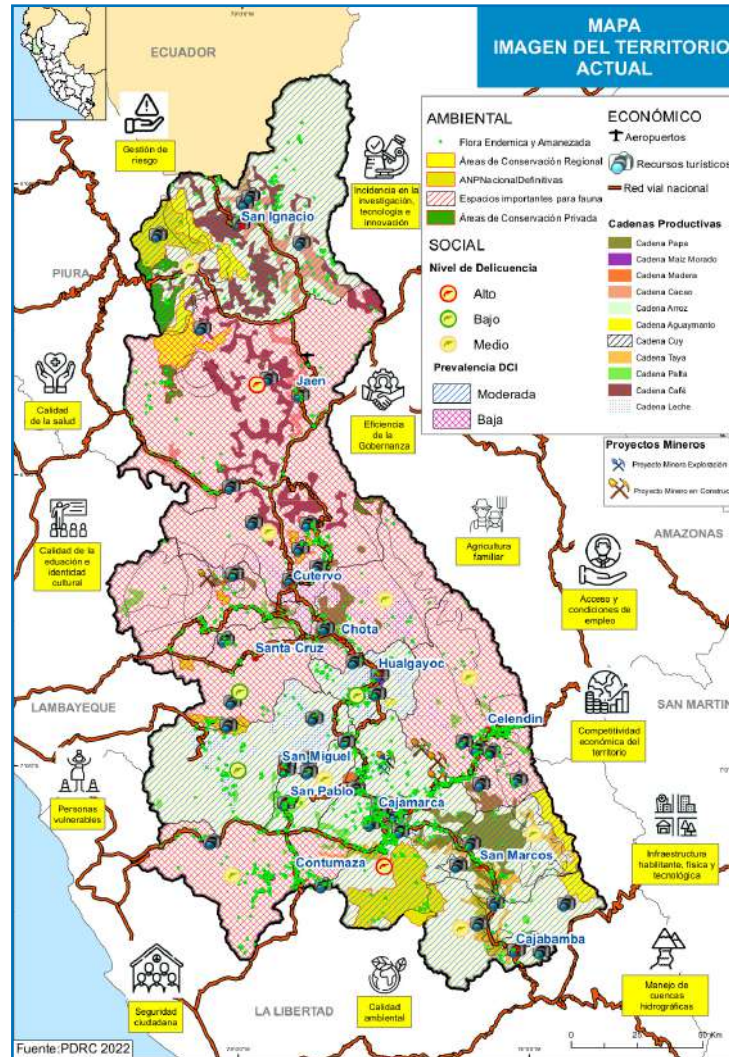 MAPA
IMAGEN DEL TERRITORIO
ACTUAL
ECUADOR
Gestión de
riesgo
Incidencia en la
investigación,
tecnología e
innovación
AMBIENTAL
Flora Endemica y Amanezada
Áreas de Conservación Regional
ANPNacionalDefinitivas
Espacios importantes para fauna
Áreas de Conservación Privada
SOCIAL
Nivel de Delicuencia
Alto
Bajo
Medio
Prevalencia DCI
Moderada
Baja
ECONÓMICO
Aeropuertos
Recursos turísticos
Red vial nacional
Cadenas Productivas
Cadena Papa
Cadena Maiz Morado
Cadena Madera
Cadena Cacao
Cadena Arroz
Cadena Aguaymanto
Cadena Cuy
Cadena Taya
Cadena Palta
Cadena Café
Cadena Leche
Proyectos Mineros
Proyecto Minero Exploración
Proyecto Minero en Construc
San Ignacio
PIURA
Jaen
Calidad
de la salud
Eficiencia
de la
Gobernanza
Calidad de la
eduación e
identidad
cultural
Agricultura
familiar
AMAZONAS
Acceso y
condiciones de
empleo
Cutervo
Chota
Santa Cruz
Hualgayoc
LAMBAYEQUE
SAN MARTIN
Celendin
Competitividad
económica del
territorio
San Miguel
San Pablo
Cajamarca
Personas
vulnerables
Contumaza
San Marcos
Infraestructura
habilitante, física y
tecnológica
Cajabamba
Seguridad
ciudadana
LA LIBERTAD
Calidad
ambiental
Manejo de
cuencas
hidrográficas
Fuente:PDRC 2022